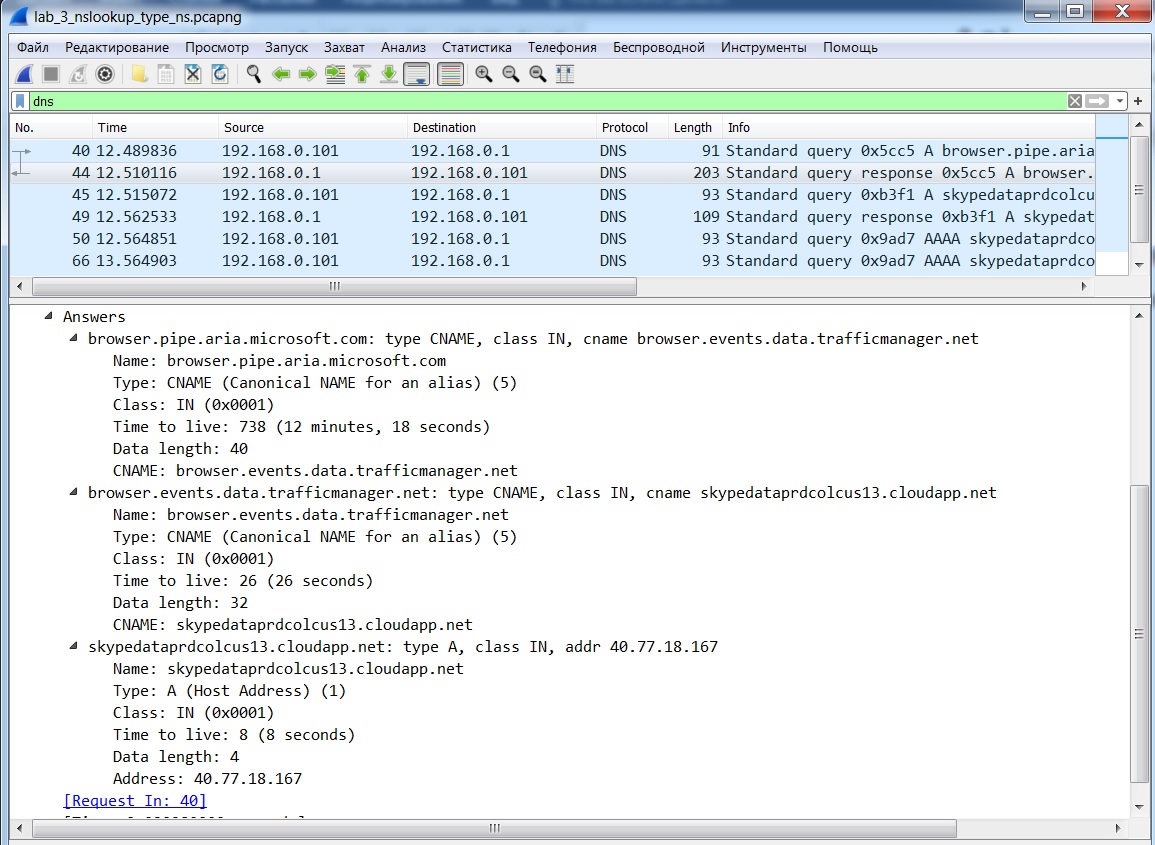 lab_3_nslookup_type_ns.pcapng
Файл Редактирование Просмотр Запуск Захват Анализ Статистика Телефония Беспроводной Инструменты Помощь
dns
No. Time Source Destination Protocol Length Info
40 12.489836 192.168.0.101 192.168.0.1 DNS 91 Standard query 0x5cc5 A browser.pipe.aria
44 12.510116 192.168.0.1 192.168.0.101 DNS 203 Standard query response 0x5cc5 A browser.
45 12.515072 192.168.0.101 192.168.0.1 DNS 93 Standard query 0xb3f1 A skypedataprdcolcu
49 12.562533 192.168.0.1 192.168.0.101 DNS 109 Standard query response 0xb3f1 A skypedat
50 12.564851 192.168.0.101 192.168.0.1 DNS 93 Standard query 0x9ad7 AAAA skypedataprdco
66 13.564903 192.168.0.101 192.168.0.1 DNS 93 Standard query 0x9ad7 AAAA skypedataprdco
Answers
browser.pipe.aria.microsoft.com: type CNAME, class IN, cname browser.events.data.trafficmanager.net
Name: browser.pipe.aria.microsoft.com
Type: CNAME (Canonical NAME for an alias) (5)
Class: IN (0x0001)
Time to live: 738 (12 minutes, 18 seconds)
Data length: 40
CNAME: browser.events.data.trafficmanager.net
browser.events.data.trafficmanager.net: type CNAME, class IN, cname skypedataprdcolcus13.cloudapp.net
Name: browser.events.data.trafficmanager.net
Type: CNAME (Canonical NAME for an alias) (5)
Class: IN (0x0001)
Time to live: 26 (26 seconds)
Data length: 32
CNAME: skypedataprdcolcus13.cloudapp.net
skypedataprdcolcus13.cloudapp.net: type A, class IN, addr 40.77.18.167
Name: skypedataprdcolcus13.cloudapp.net
Type: A (Host Address) (1)
Class: IN (0x0001)
Time to live: 8 (8 seconds)
Data length: 4
Address: 40.77.18.167
[Request In: 40]